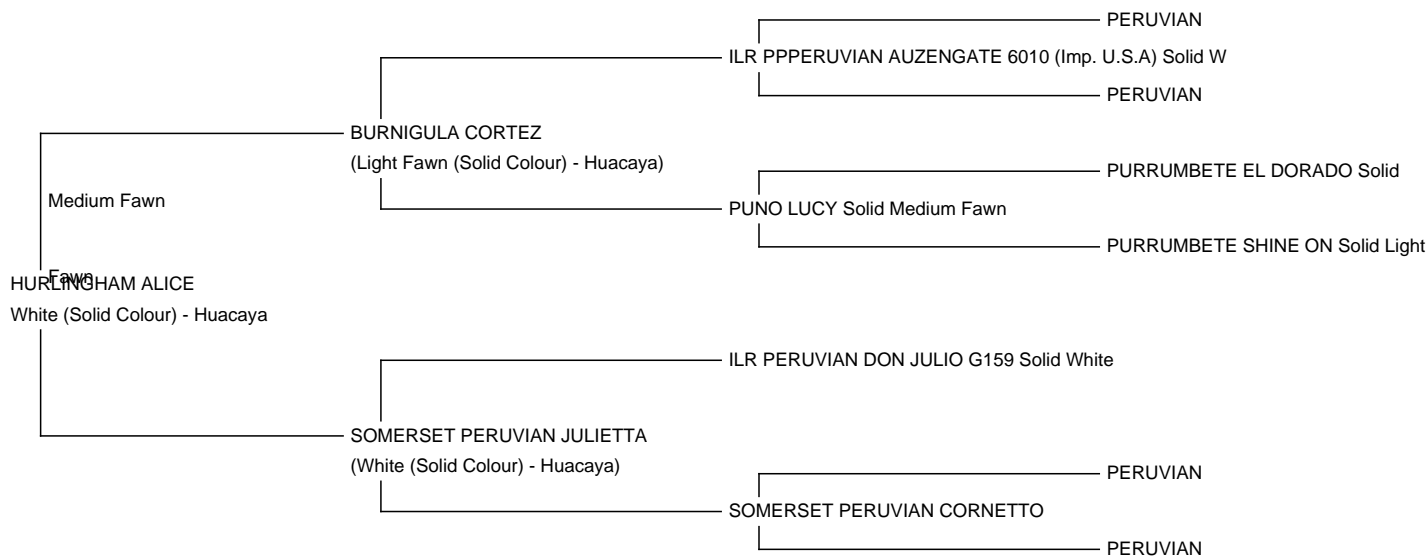 PERUVIAN
ILR PPPERUVIAN AUZENGATE 6010 (Imp. U.S.A) Solid W
PERUVIAN
BURNIGULA CORTEZ
(Light Fawn (Solid Colour) - Huacaya)
PURRUMBETE EL DORADO Solid
Medium Fawn
PUNO LUCY Solid Medium Fawn
PURRUMBETE SHINE ON Solid Light
Fawn
HURLINGHAM ALICE
White (Solid Colour) - Huacaya
ILR PERUVIAN DON JULIO G159 Solid White
SOMERSET PERUVIAN JULIETTA
(White (Solid Colour) - Huacaya)
PERUVIAN
SOMERSET PERUVIAN CORNETTO
PERUVIAN